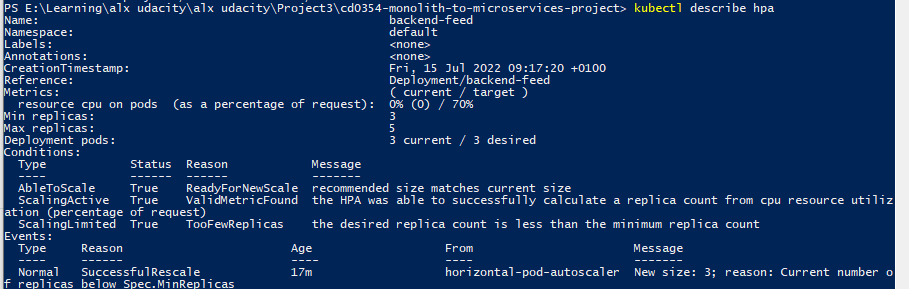 PS E:\Learning\alx udacity\alx udacity\Project3\cd0354-monolith-to-microservices-project> kubectl describe hpa
Name: backend-feed
Namespace: default
Labels: <none>
Annotations: <none>
CreationTimestamp: Fri, 15 Jul 2022 09:17:20 +0100
Reference: Deployment/backend-feed
Metrics: ( current / target )
  resource cpu on pods  (as a percentage of request):  0% (0) / 70%
Min replicas: 3
Max replicas: 5
Deployment pods: 3 current / 3 desired
Conditions:
  Type            Status  Reason            Message
  ----            ------  ------            -------
  AbleToScale     True    ReadyForNewScale  recommended size matches current size
  ScalingActive   True    ValidMetricFound  the HPA was able to successfully calculate a replica count from cpu resource utiliz
ation (percentage of request)
  ScalingLimited  True    TooFewReplicas    the desired replica count is less than the minimum replica count
Events:
  Type    Reason             Age   From                       Message
  ----    ------             ----  ----                       -------
  Normal  SuccessfulRescale  17m   horizontal-pod-autoscaler  New size: 3; reason: Current number o
f replicas below Spec.MinReplicas